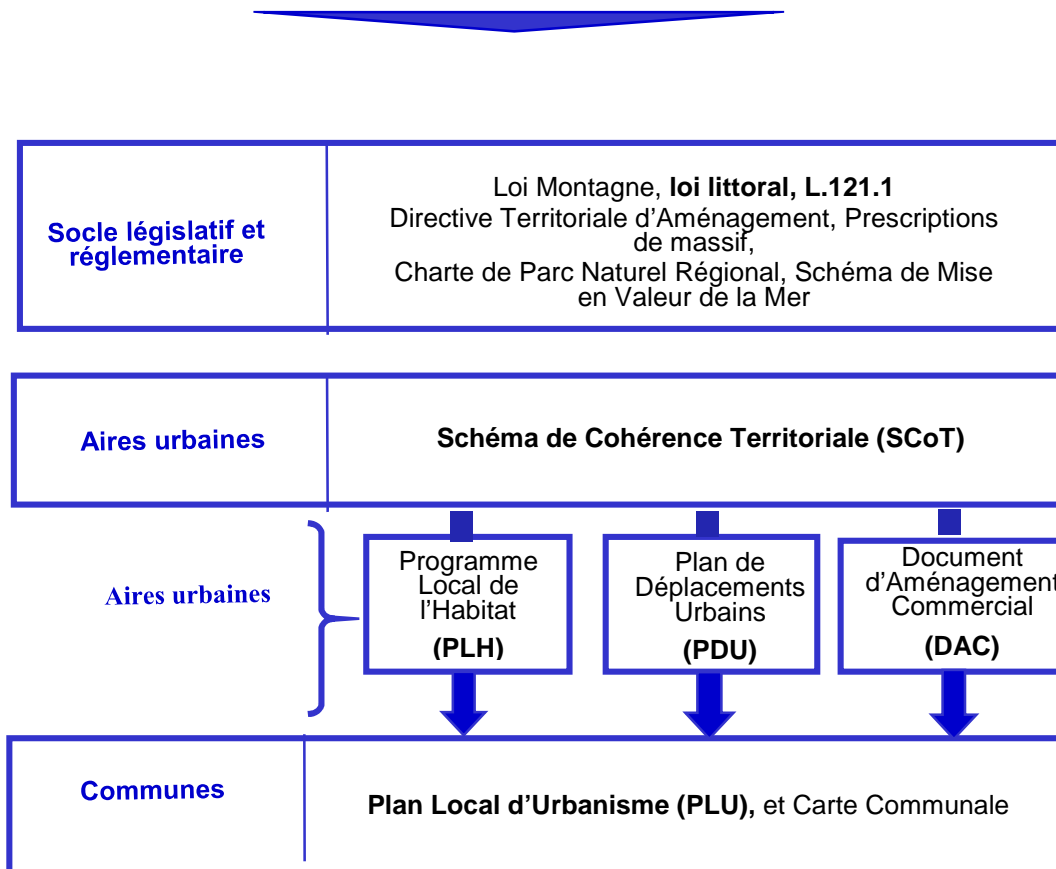 Socle législatif et
réglementaire
Loi Montagne, loi littoral, L.121.1
Directive Territoriale d'Aménagement, Prescriptions
de massif,
Charte de Parc Naturel Régional, Schéma de Mise
en Valeur de la Mer
Aires urbaines
Schéma de Cohérence Territoriale (SCoT)
Aires urbaines
Programme
Local de
l'Habitat
(PLH)
Plan de
Déplacements
Urbains
(PDU)
Document
d'Aménagement
Commercial
(DAC)
Communes
Plan Local d'Urbanisme (PLU), et Carte Communale